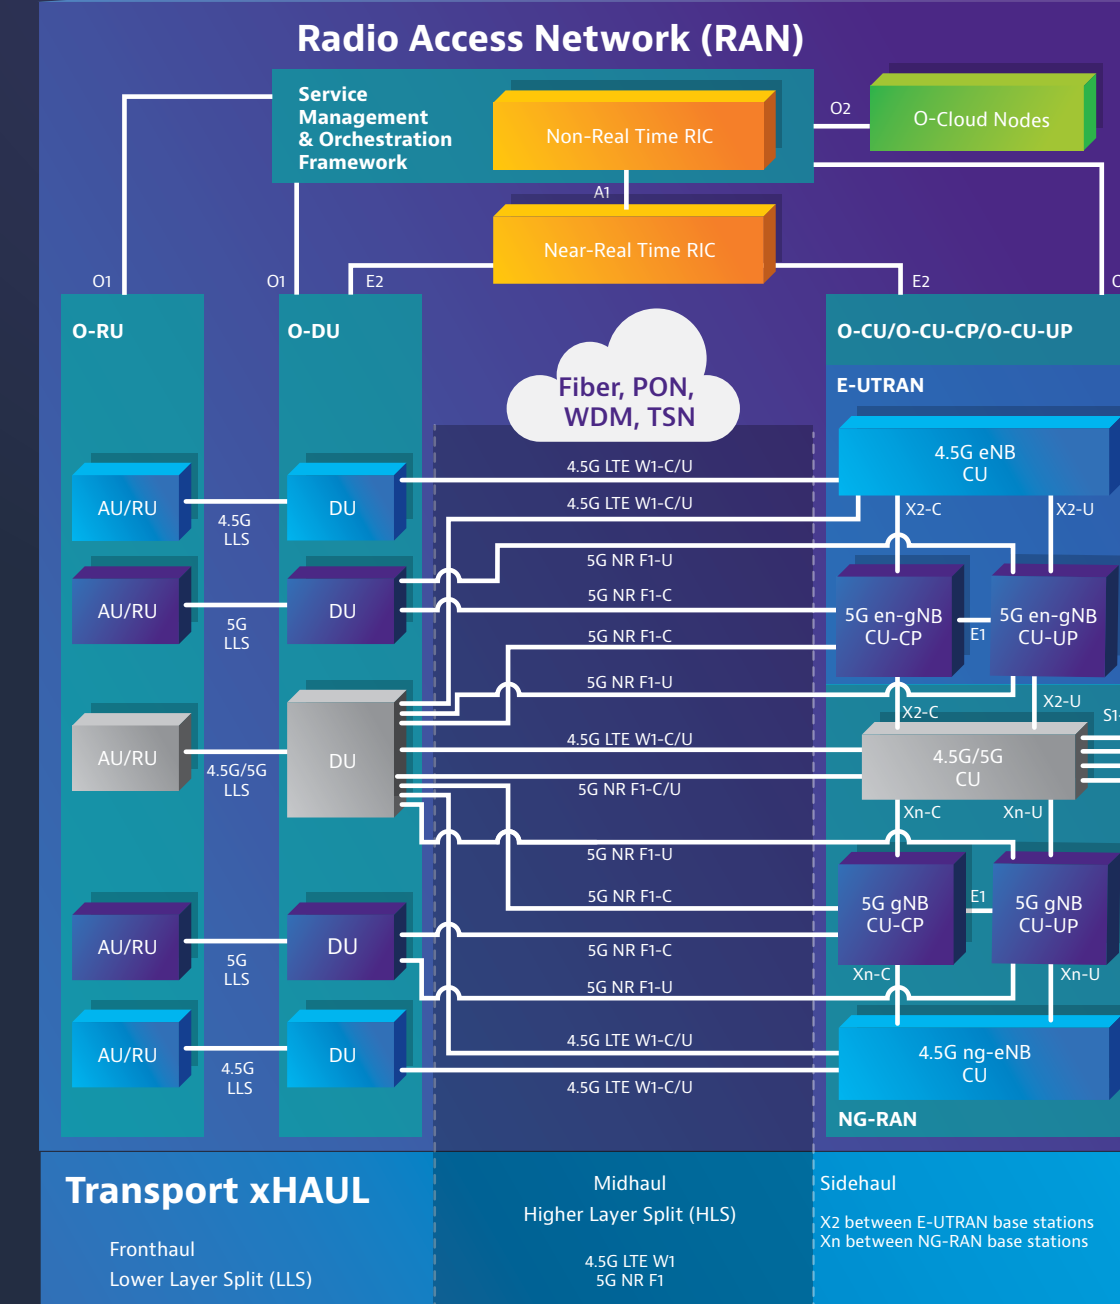 Radio Access Network (RAN)
Service
Management
& Orchestration
Framework
Non-Real Time RIC
O2
O-Cloud Nodes
A1
Near-Real Time RIC
O1
O1
E2
E2
O-RU
O-DU
O-CU/O-CU-CP/O-CU-UP
Fiber, PON,
WDM, TSN
E-UTRAN
4.5G LTE W1-C/U
4.5G eNB
CU
AU/RU
4.5G
LLS
DU
4.5G LTE W1-C/U
X2-C
X2-U
5G NR F1-U
AU/RU
5G
LLS
DU
5G NR F1-C
5G en-gNB
CU-CP
E1
5G en-gNB
CU-UP
5G NR F1-C
5G NR F1-U
X2-C
X2-U
S1-
AU/RU
4.5G/5G
LLS
DU
4.5G LTE W1-C/U
4.5G/5G
CU
5G NR F1-C/U
Xn-C
Xn-U
5G NR F1-U
5G NR F1-C
5G gNB
CU-CP
E1
5G gNB
CU-UP
AU/RU
5G
LLS
DU
5G NR F1-C
Xn-C
Xn-U
5G NR F1-U
AU/RU
4.5G
LLS
DU
4.5G LTE W1-C/U
4.5G ng-eNB
CU
4.5G LTE W1-C/U
NG-RAN
Transport xHAUL
Fronthaul
Lower Layer Split (LLS)
Midhaul
Higher Layer Split (HLS)
4.5G LTE W1
5G NR F1
Sidehaul
X2 between E-UTRAN base stations
Xn between NG-RAN base stations